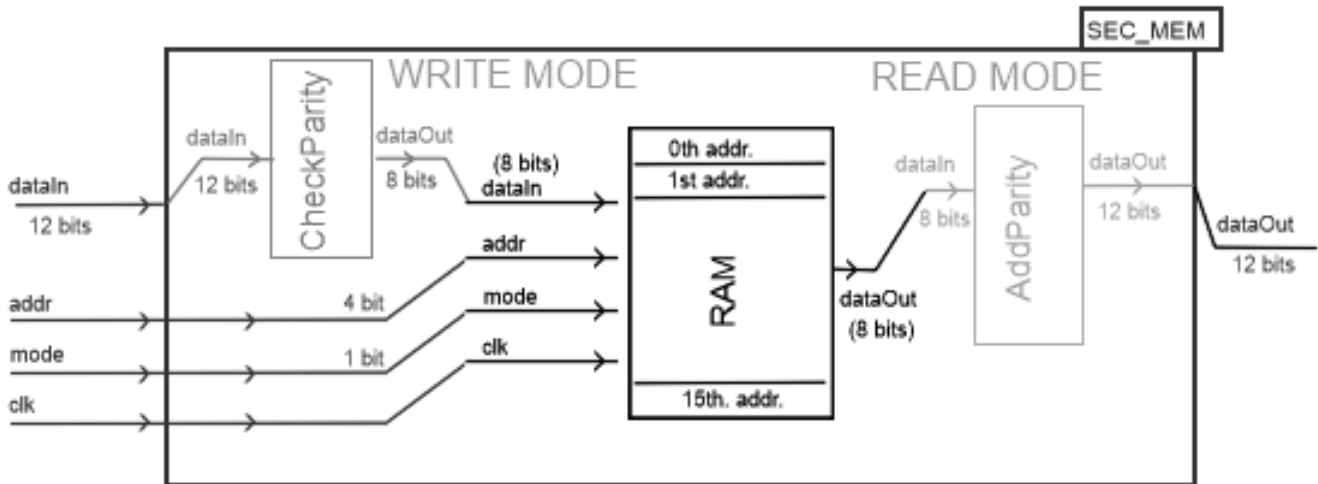 SEC_MEM
WRITE MODE
READ MODE
dataIn
12 bits
CheckParity
dataOut
8 bits
(8 bits)
dataIn
dataIn
12 bits
addr
4 bit
addr
mode
1 bit
mode
clk
clk
0th addr.
1st addr.
RAM
15th. addr.
dataOut
(8 bits)
dataIn
8 bits
AddParity
dataOut
12 bits
dataOut
12 bits